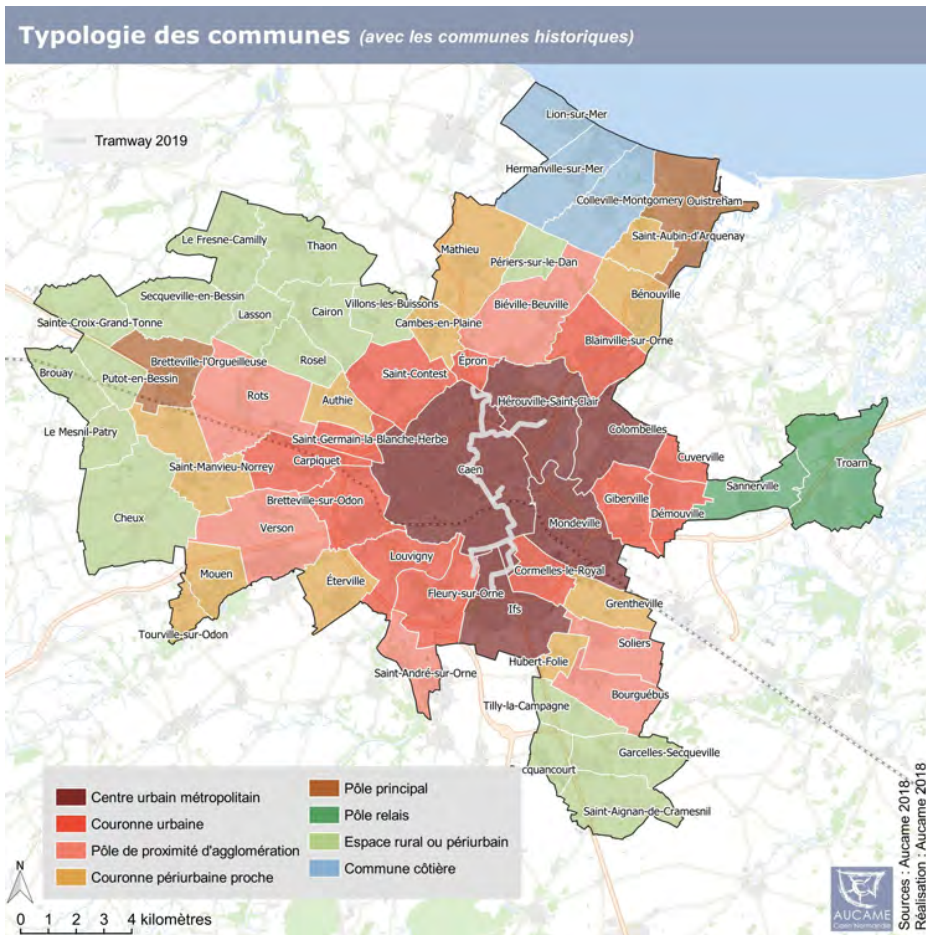 Typologie des communes (avec les communes historiques)
Tramway 2019
Lion-sur-Mer
Hermanville-sur-Mer
Colleville-Montgomery
Ouistreham
Saint-Aubin-d'Arquenay
Le Fresne-Camilly
Thaon
Mathieu
Périers-sur-le-Dan
Bénouville
Secqueville-en-Bessin
Villons-les-Buissons
Biéville-Beuville
Lasson
Cairon
Cambes-en-Plaine
Sainte-Croix-Grand-Tonne
Blainville-sur-Orne
Bretteville-l'Orgueilleuse
Rosel
Épron
Brouay
Putot-en-Bessin
Saint-Contest
Rots
Authie
Hérouville-Saint-Clair
Le Mesnil-Patry
Saint-Germain-la-Blanche-Herbe
Colombelles
Cuverville
Saint-Manvieu-Norrey
Carpiquet
Caen
Troarn
Sannerville
Giberville
Bretteville-sur-Odon
Démouville
Cheux
Verson
Mondeville
Louvigny
Mouen
Éterville
Cormelles-le-Royal
Fleury-sur-Orne
Grentheville
Ifs
Tourville-sur-Odon
Soliers
Hubert-Folie
Saint-André-sur-Orne
Bourguébus
Tilly-la-Campagne
Garcelles-Secqueville
cquancourt
Saint-Aignan-de-Cramesnil
Centre urbain métropolitain
Couronne urbaine
Pôle de proximité d'agglomération
Couronne périurbaine proche
Pôle principal
Pôle relais
Espace rural ou périurbain
Commune côtière
N
0 1 2 3 4 kilomètres
AUCAME
Caen Normandie
Sources : Aucame 2018-
Réalisation : Aucame 2018